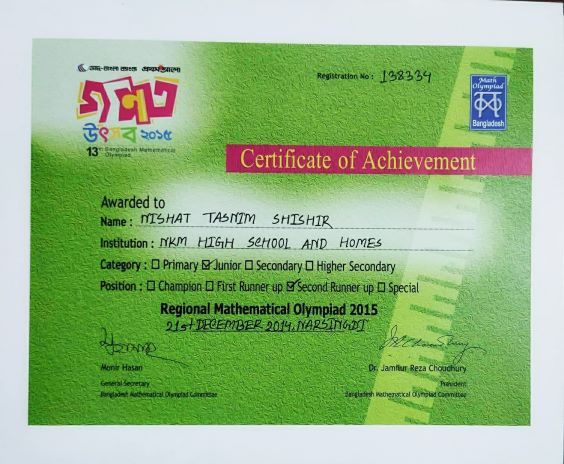 ডাচ্-বাংলা ব্যাংক প্রথম আলো
Registration No : 138334
গণিত
উৎসব ২০১৫
13th Bangladesh Mathematical
Olympiad
Math
Olympiad
Bangladesh
Certificate of Achievement
Awarded to
Name : NISHAT TASNIM SHISHIR
Institution : NKM HIGH SCHOOL AND HOMES
Category : ☐ Primary ☑ Junior ☐ Secondary ☐ Higher Secondary
Position : ☐ Champion ☐ First Runner up ☑ Second Runner up ☐ Special
Regional Mathematical Olympiad 2015
21st DECEMBER 2014, NARSINGDI
Monir Hasan
General Secretary
Bangladesh Mathematical Olympiad Committee
Dr. Jamilur Reza Choudhury
President
Bangladesh Mathematical Olympiad Committee